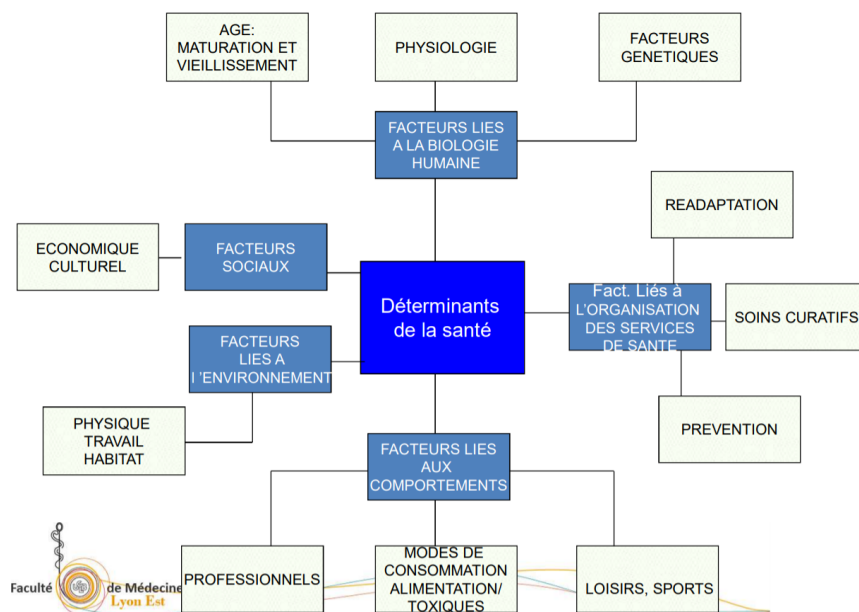 AGE:
MATURATION ET
VIEILLISSEMENT
PHYSIOLOGIE
FACTEURS
GENETIQUES
FACTEURS LIES
A LA BIOLOGIE
HUMAINE
READAPTATION
ECONOMIQUE
CULTUREL
FACTEURS
SOCIAUX
Déterminants
de la santé
Fact. Liés à
L'ORGANISATION
DES SERVICES
DE SANTE
SOINS CURATIFS
FACTEURS
LIES A
l 'ENVIRONNEMENT
PHYSIQUE
TRAVAIL
HABITAT
PREVENTION
FACTEURS LIES
AUX
COMPORTEMENTS
PROFESSIONNELS
MODES DE
CONSOMMATION
ALIMENTATION/
TOXIQUES
LOISIRS, SPORTS
Faculté de Médecine
Lyon Est